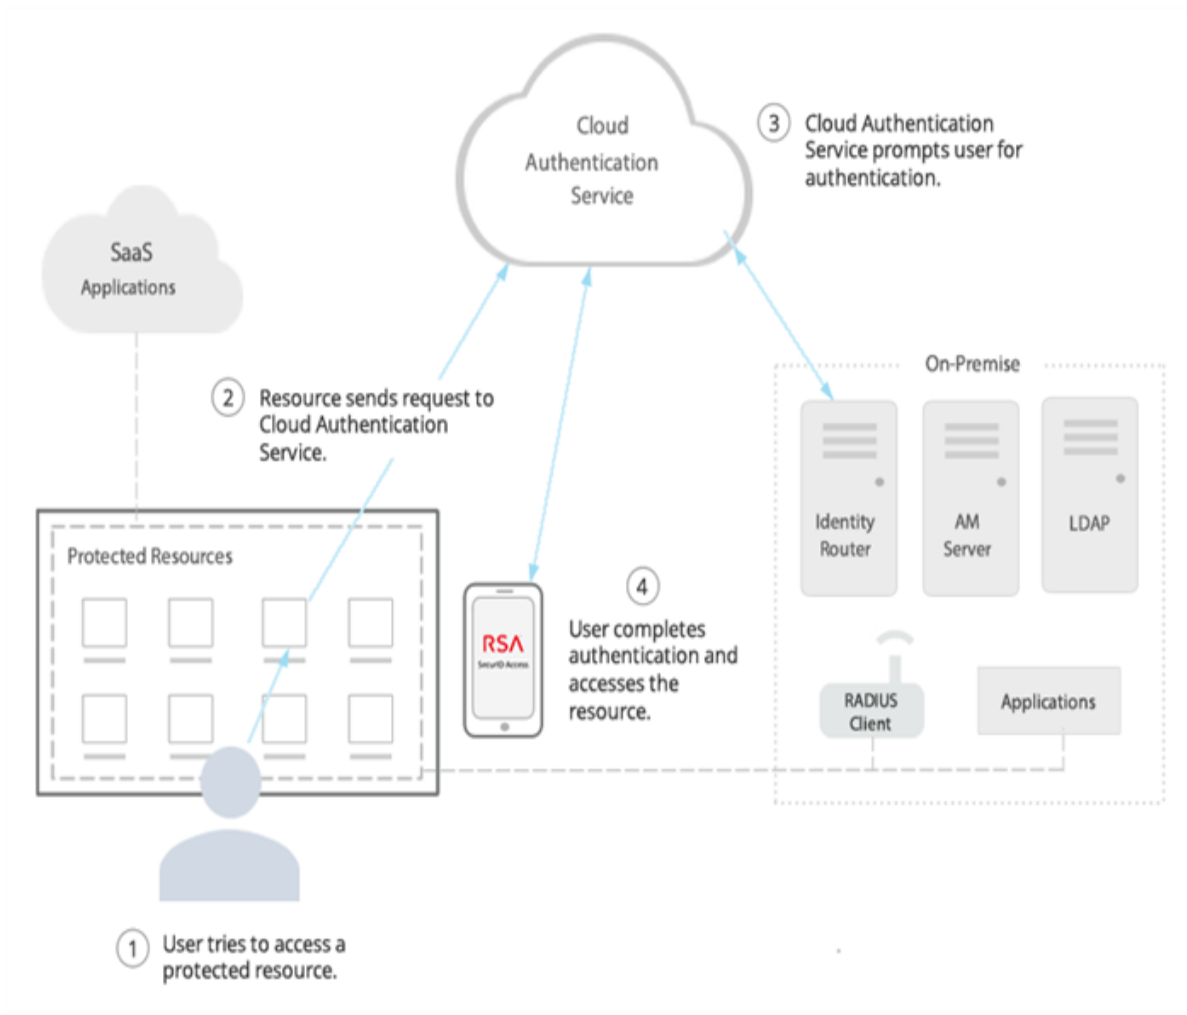 Cloud
Authentication
Service
3
Cloud Authentication
Service prompts user for
authentication.
SaaS
Applications
2
Resource sends request to
Cloud Authentication
Service.
On-Premise
Identity
Router
AM
Server
LDAP
Protected Resources
RSA
SecurID Access
4
User completes
authentication and
accesses the
resource.
RADIUS
Client
Applications
1
User tries to access a
protected resource.